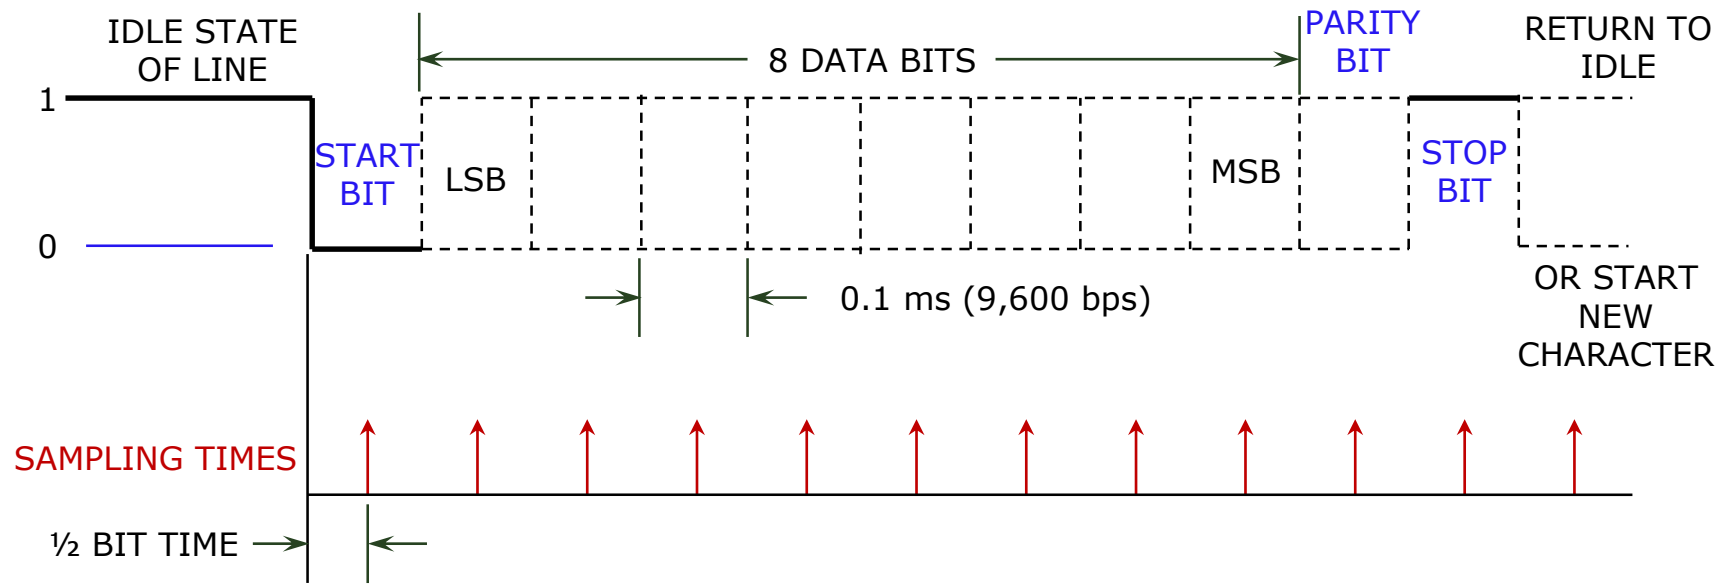 IDLE STATE
OF LINE
8 DATA BITS
PARITY
BIT
RETURN TO
IDLE
1
START
BIT
LSB
MSB
STOP
BIT
0
0.1 ms (9,600 bps)
OR START
NEW
CHARACTER
SAMPLING TIMES
½ BIT TIME